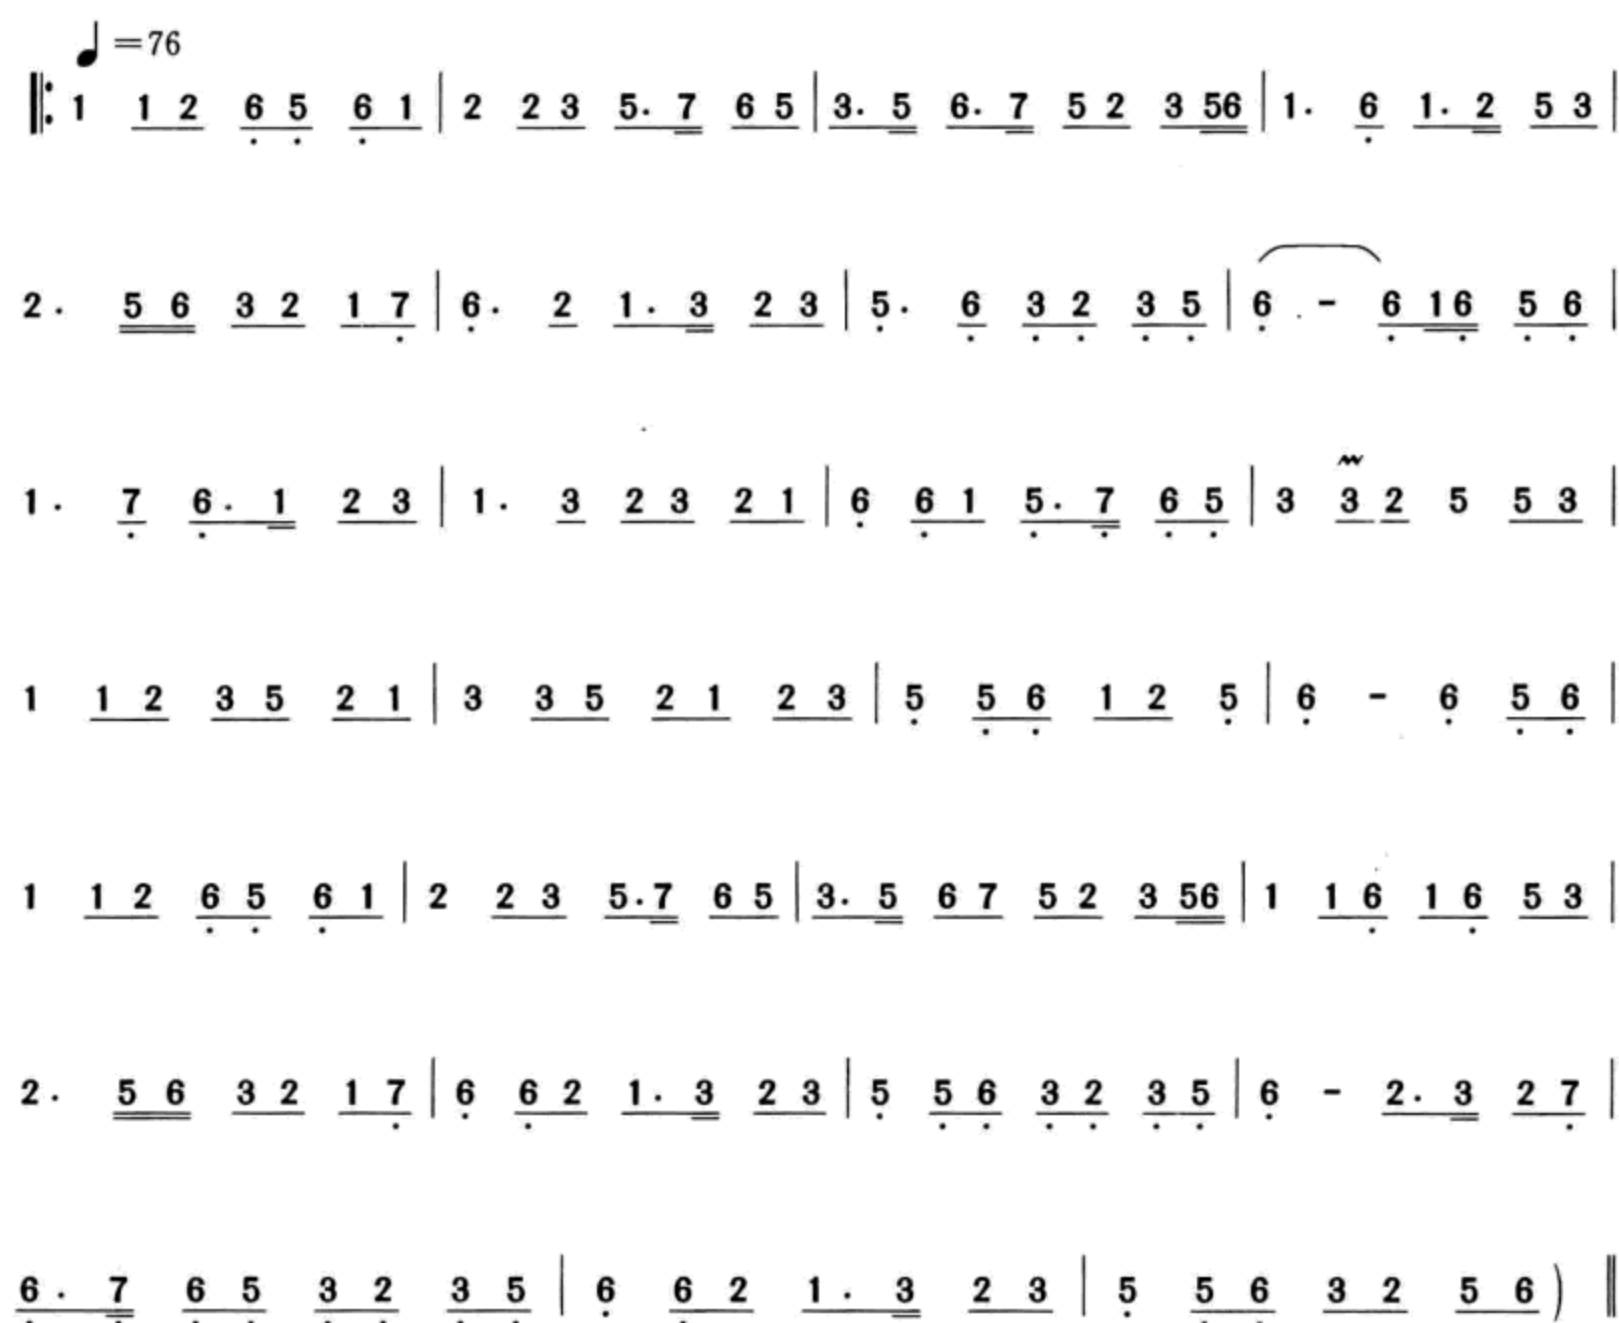 ♩=76
‖: 1 1 2 6̣ 5̣ 6̣ 1 | 2 2 3 5. 7 6 5 | 3. 5 6. 7 5 2 3 56 | 1. 6̣ 1. 2 5 3 |
2. 5 6 3 2 1 7̣ | 6̣. 2 1. 3 2 3 | 5̣. 6̣ 3̣ 2̣ 3̣ 5̣ | 6̣ - 6̣ 16̣ 5̣ 6̣ |
1. 7̣ 6̣. 1 2 3 | 1. 3 2 3 2 1 | 6̣ 6̣ 1 5̣. 7̣ 6̣ 5̣ | 3 3 2 5 5 3 |
1 1 2 3 5 2 1 | 3 3 5 2 1 2 3 | 5̣ 5̣ 6̣ 1 2 5̣ | 6̣ - 6̣ 5̣ 6̣ |
1 1 2 6̣ 5̣ 6̣ 1 | 2 2 3 5.7 6 5 | 3. 5 6 7 5 2 3 56 | 1 1 6̣ 1 6̣ 5 3 |
2. 5 6 3 2 1 7̣ | 6̣ 6̣ 2 1. 3 2 3 | 5̣ 5̣ 6̣ 3̣ 2̣ 3̣ 5̣ | 6̣ - 2. 3 2 7̣ |
6̣. 7̣ 6̣ 5̣ 3̣ 2̣ 3̣ 5̣ | 6̣ 6̣ 2 1. 3 2 3 | 5̣ 5̣ 6̣ 3 2 5 6 ) ‖